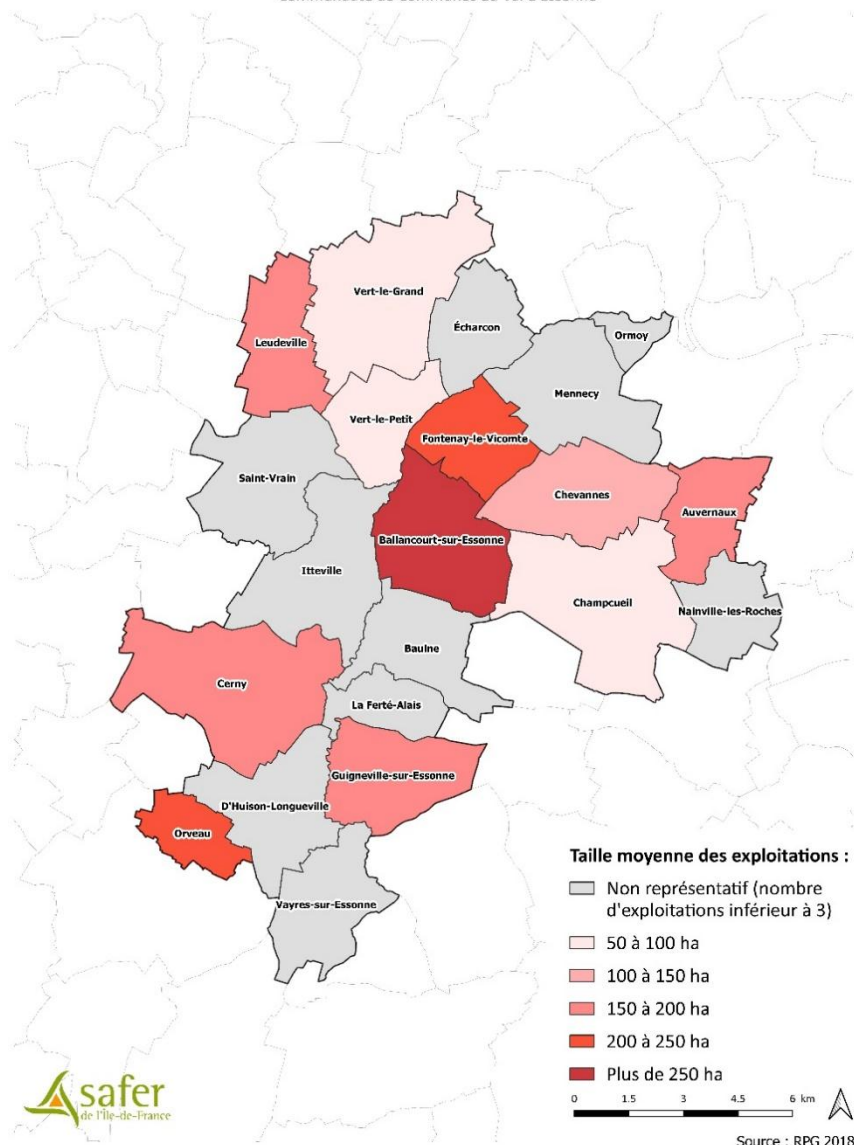 Vert-le-Grand
Écharcon
Ormoy
Leudeville
Mennecy
Vert-le-Petit
Fontenay-le-Vicomte
Saint-Vrain
Chevannes
Auvernaux
Ballancourt-sur-Essonne
Itteville
Champcueil
Nainville-les-Roches
Baulne
Cerny
La Ferté-Alais
Guigneville-sur-Essonne
D'Huison-Longueville
Orveau
Vayres-sur-Essonne
Taille moyenne des exploitations :
Non représentatif (nombre
d'exploitations inférieur à 3)
50 à 100 ha
100 à 150 ha
150 à 200 ha
200 à 250 ha
Plus de 250 ha
0 1.5 3 4.5 6 km
safer
de l'Île-de-France
Source : RPG 2018